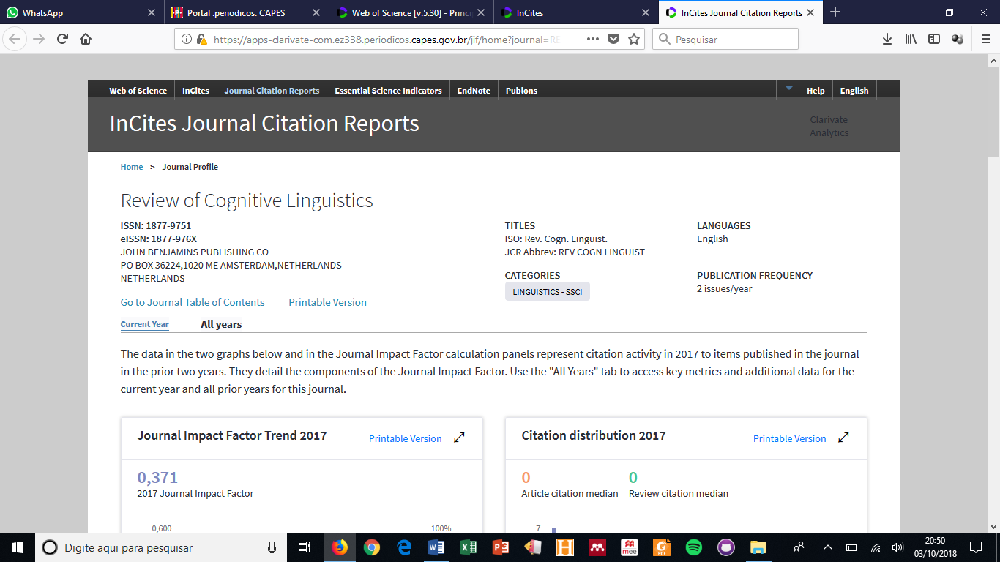 WhatsApp
Portal .periodicos. CAPES
Web of Science [v.5.30] - Princi
InCites
InCites Journal Citation Reports
https://apps-clarivate-com.ez338.periodicos.capes.gov.br/jif/home?journal=RE
Pesquisar
Web of Science InCites Journal Citation Reports Essential Science Indicators EndNote Publons Help English
InCites Journal Citation Reports
Clarivate
Analytics
Home > Journal Profile
Review of Cognitive Linguistics
ISSN: 1877-9751
eISSN: 1877-976X
JOHN BENJAMINS PUBLISHING CO
PO BOX 36224,1020 ME AMSTERDAM,NETHERLANDS
NETHERLANDS
TITLES
ISO: Rev. Cogn. Linguist.
JCR Abbrev: REV COGN LINGUIST
CATEGORIES
LINGUISTICS - SSCI
LANGUAGES
English
PUBLICATION FREQUENCY
2 issues/year
Go to Journal Table of Contents Printable Version
Current Year All years
The data in the two graphs below and in the Journal Impact Factor calculation panels represent citation activity in 2017 to items published in the journal
in the prior two years. They detail the components of the Journal Impact Factor. Use the "All Years" tab to access key metrics and additional data for the
current year and all prior years for this journal.
Journal Impact Factor Trend 2017 Printable Version
0,371
2017 Journal Impact Factor
0,600 100%
Citation distribution 2017 Printable Version
0 0
Article citation median Review citation median
7
Digite aqui para pesquisar
mee
PDF
20:50
03/10/2018